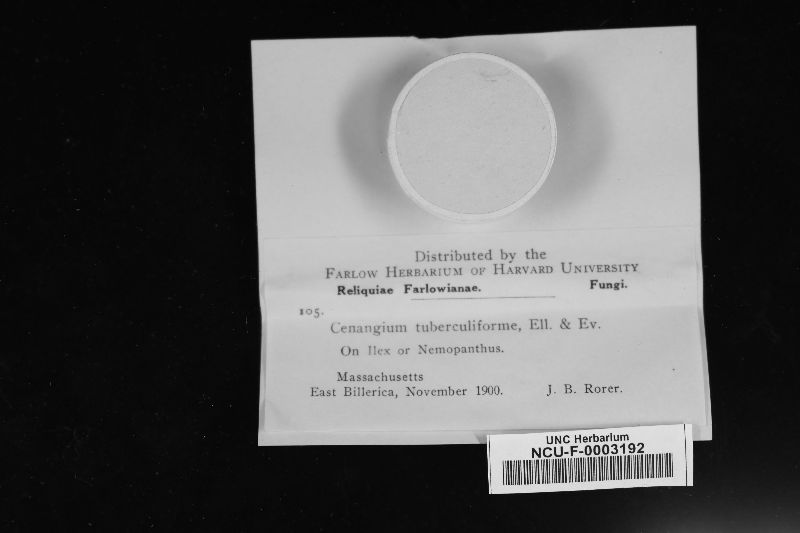 Distributed by the
FARLOW HERBARIUM OF HARVARD UNIVERSITY
Reliquiae Farlowianae. Fungi.
105.
Cenangium tuberculiforme, Ell. & Ev.
On Ilex or Nemopanthus.
Massachusetts
East Billerica, November 1900. J. B. Rorer.
UNC Herbarium
NCU-F-0003192